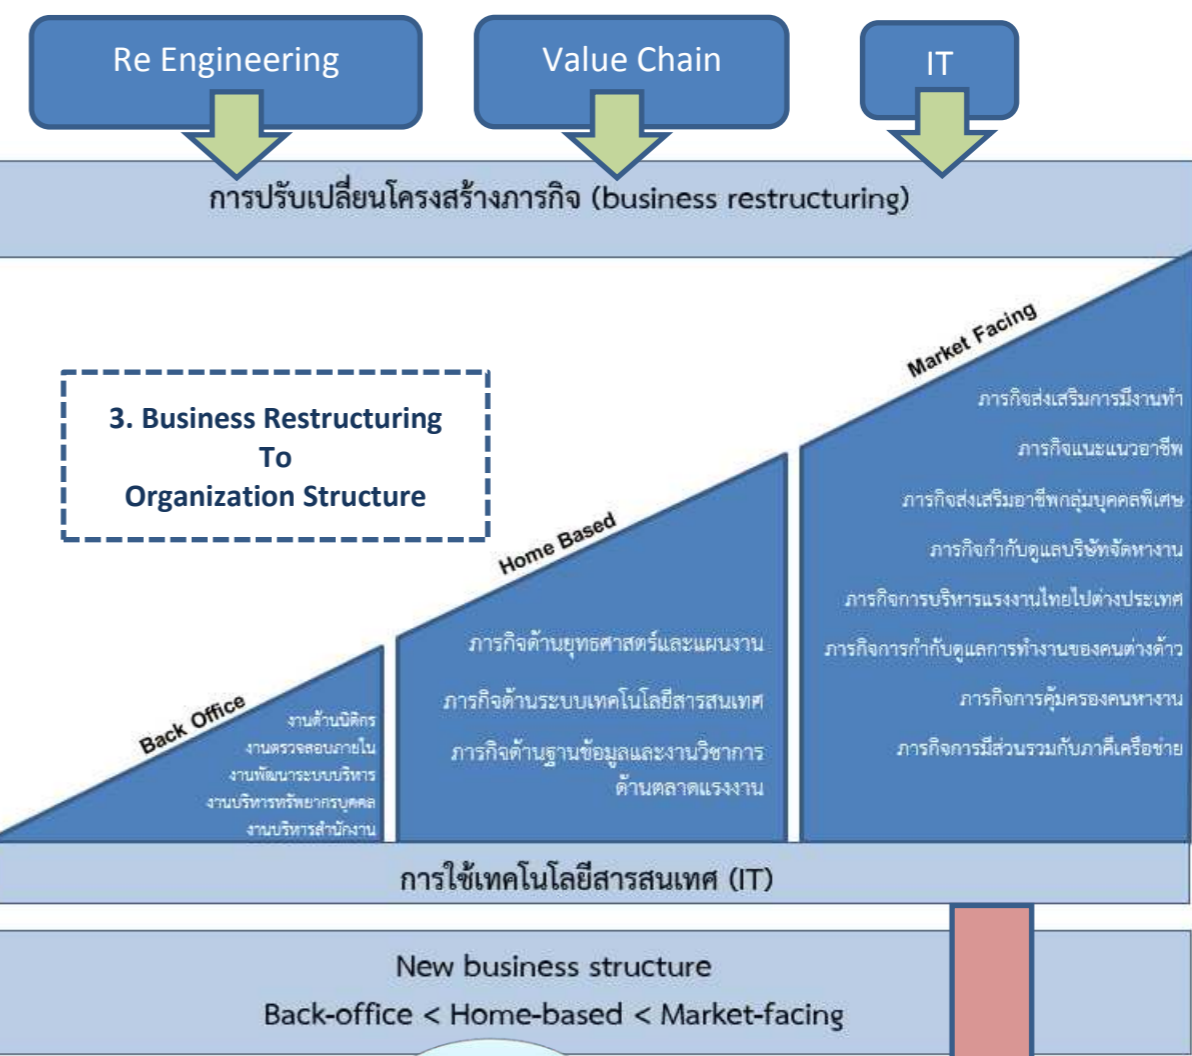 Re Engineering
Value Chain
IT
การปรับเปลี่ยนโครงสร้างภารกิจ (business restructuring)
3. Business Restructuring
To
Organization Structure
Back Office
งานด้านนิติกร
งานตรวจสอบภายใน
งานพัฒนาระบบบริหาร
งานบริหารทรัพยากรบุคคล
งานบริหารสำนักงาน
Home Based
ภารกิจด้านยุทธศาสตร์และแผนงาน
ภารกิจด้านระบบเทคโนโลยีสารสนเทศ
ภารกิจด้านฐานข้อมูลและงานวิชาการ
ด้านตลาดแรงงาน
Market Facing
ภารกิจส่งเสริมการมีงานทำ
ภารกิจแนะแนวอาชีพ
ภารกิจส่งเสริมอาชีพกลุ่มบุคคลพิเศษ
ภารกิจกำกับดูแลบริษัทจัดหางาน
ภารกิจการบริหารแรงงานไทยไปต่างประเทศ
ภารกิจการกำกับดูแลการทำงานของคนต่างด้าว
ภารกิจการคุ้มครองคนหางาน
ภารกิจการมีส่วนรวมกับภาคีเครือข่าย
การใช้เทคโนโลยีสารสนเทศ (IT)
New business structure
Back-office < Home-based < Market-facing